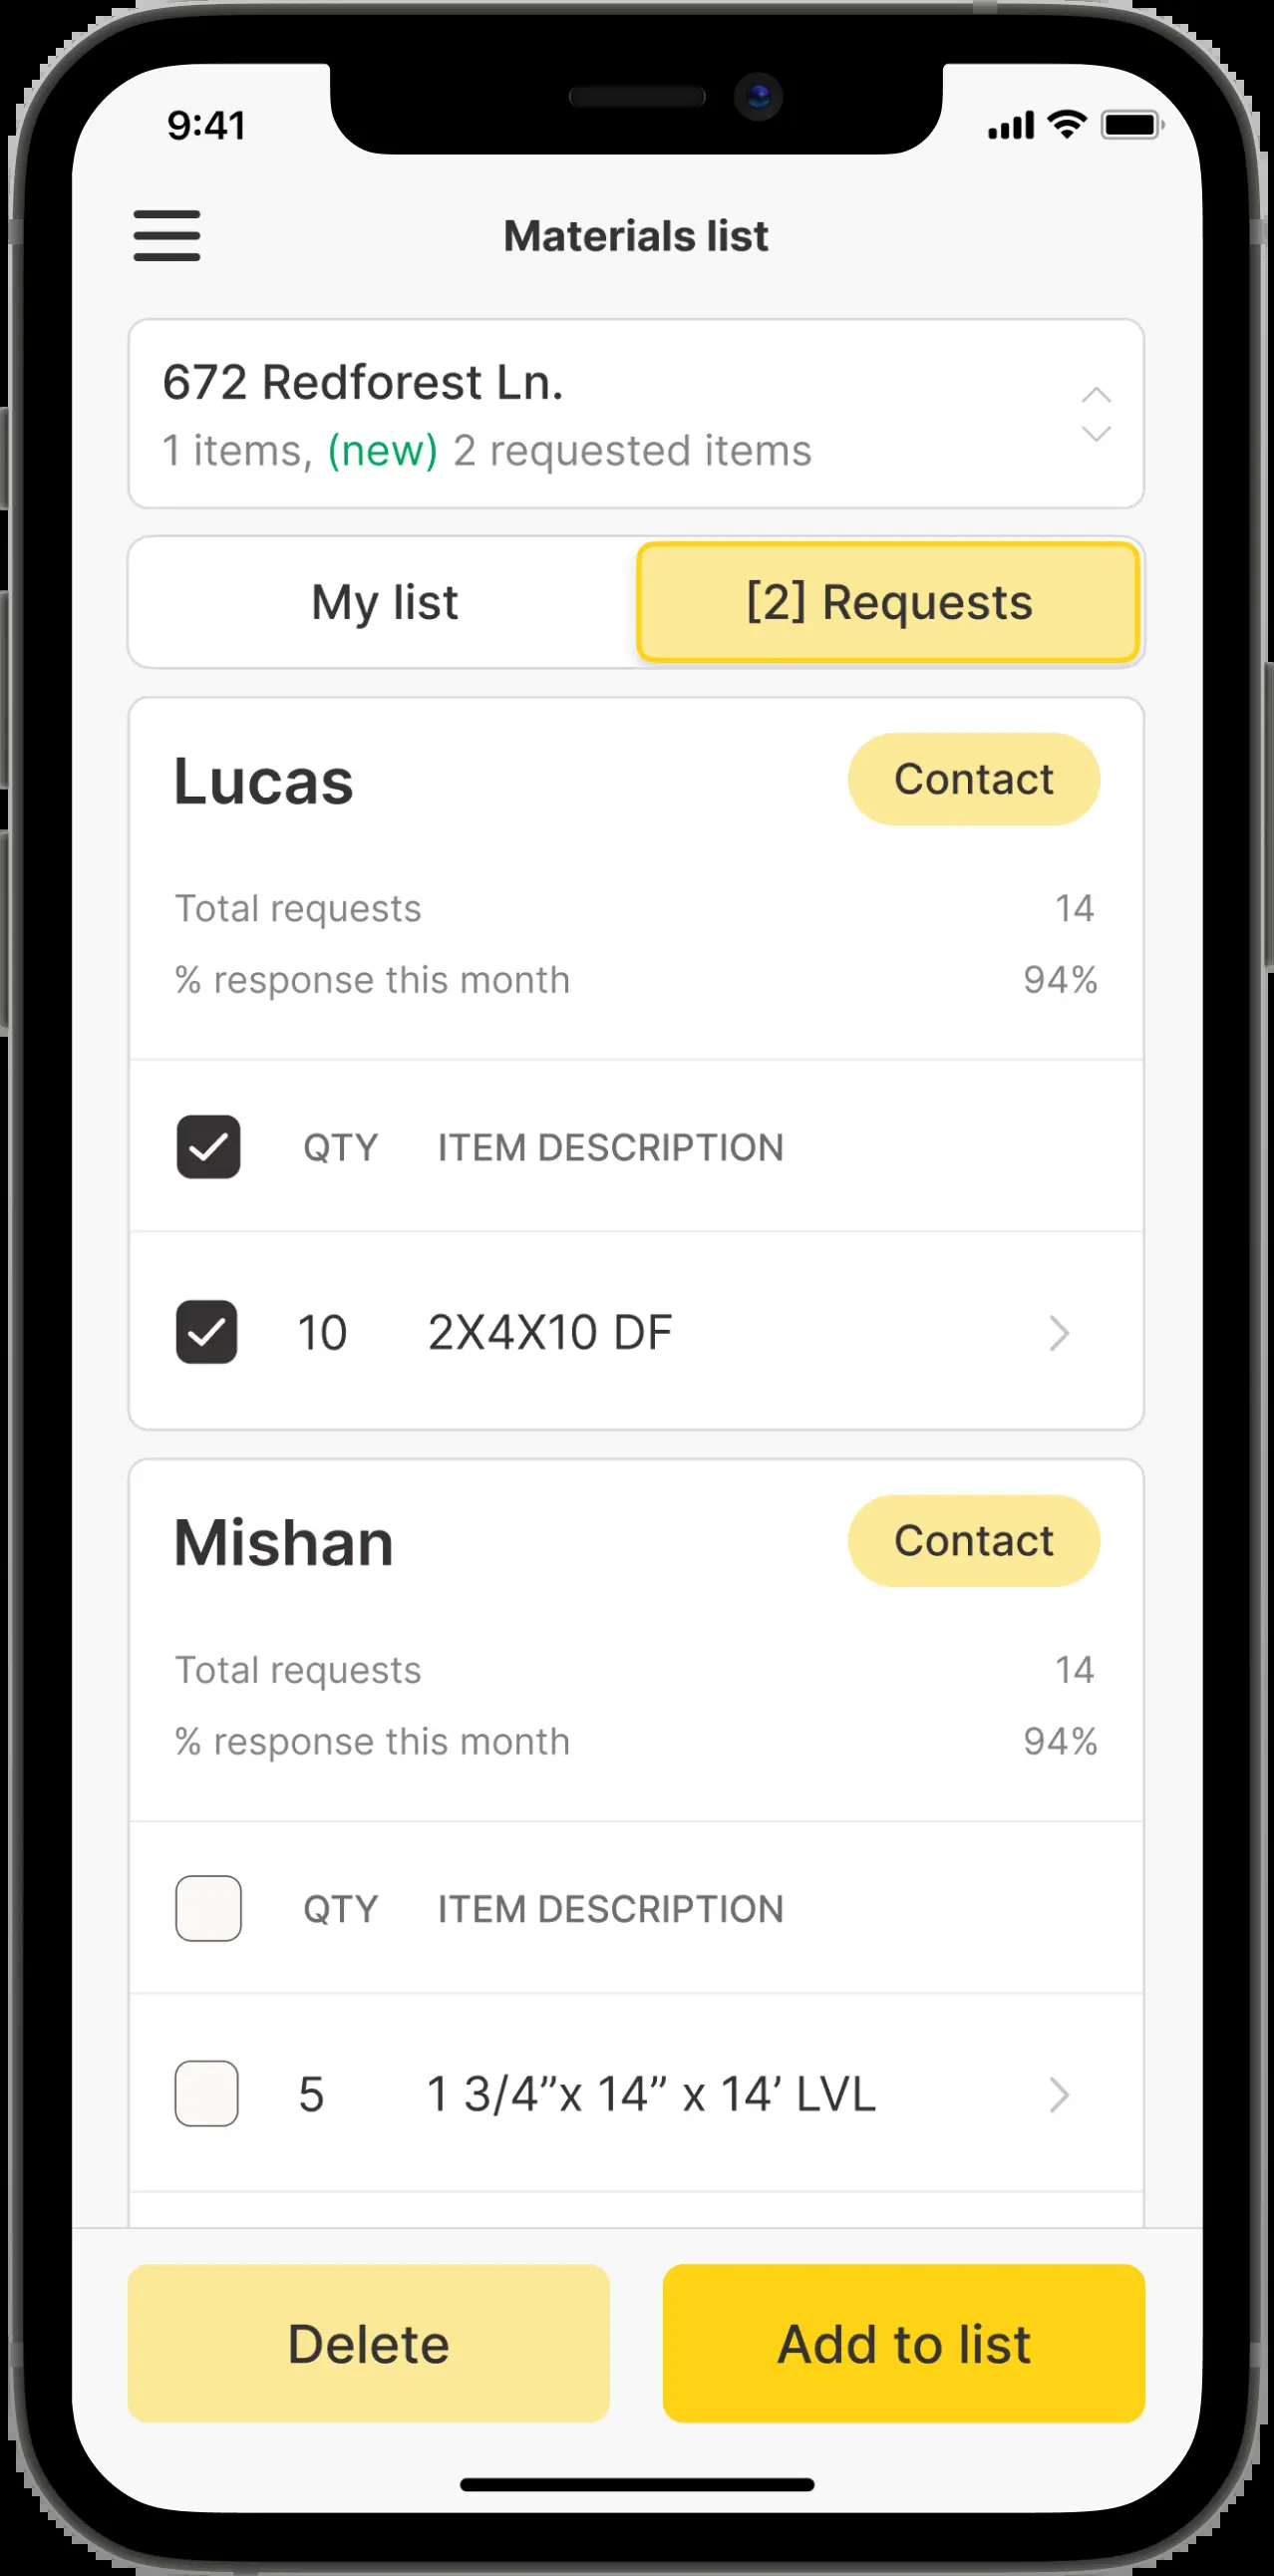 9:41
Materials list
672 Redforest Ln.
1 items, (new) 2 requested items
My list
[2] Requests
Lucas
Contact
Total requests
14
% response this month
94%
QTY
ITEM DESCRIPTION
10
2X4X10 DF
Mishan
Contact
Total requests
14
% response this month
94%
QTY
ITEM DESCRIPTION
5
1 3/4”x 14” x 14’ LVL
Delete
Add to list